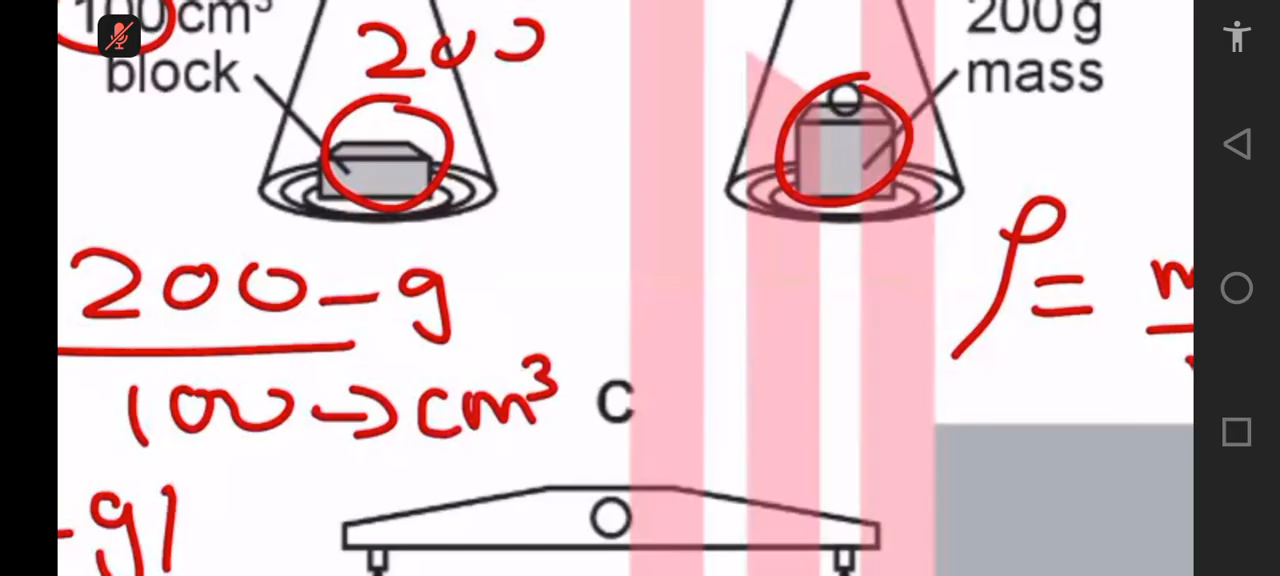 100cm³
block
200
200g
mass
200-g
100→cm³
ρ=
C
-g/